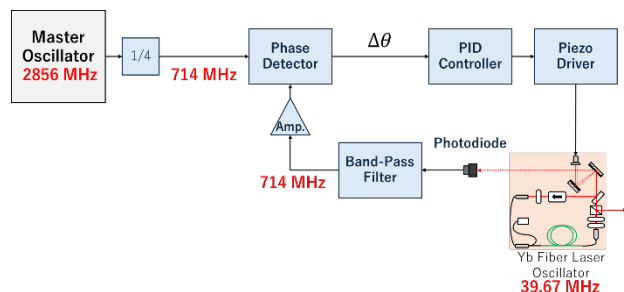 Master
Oscillator
2856 MHz
1/4
714 MHz
Phase
Detector
Δθ
PID
Controller
Piezo
Driver
Amp.
714 MHz
Band-Pass
Filter
Photodiode
Yb Fiber Laser
Oscillator
39.67 MHz